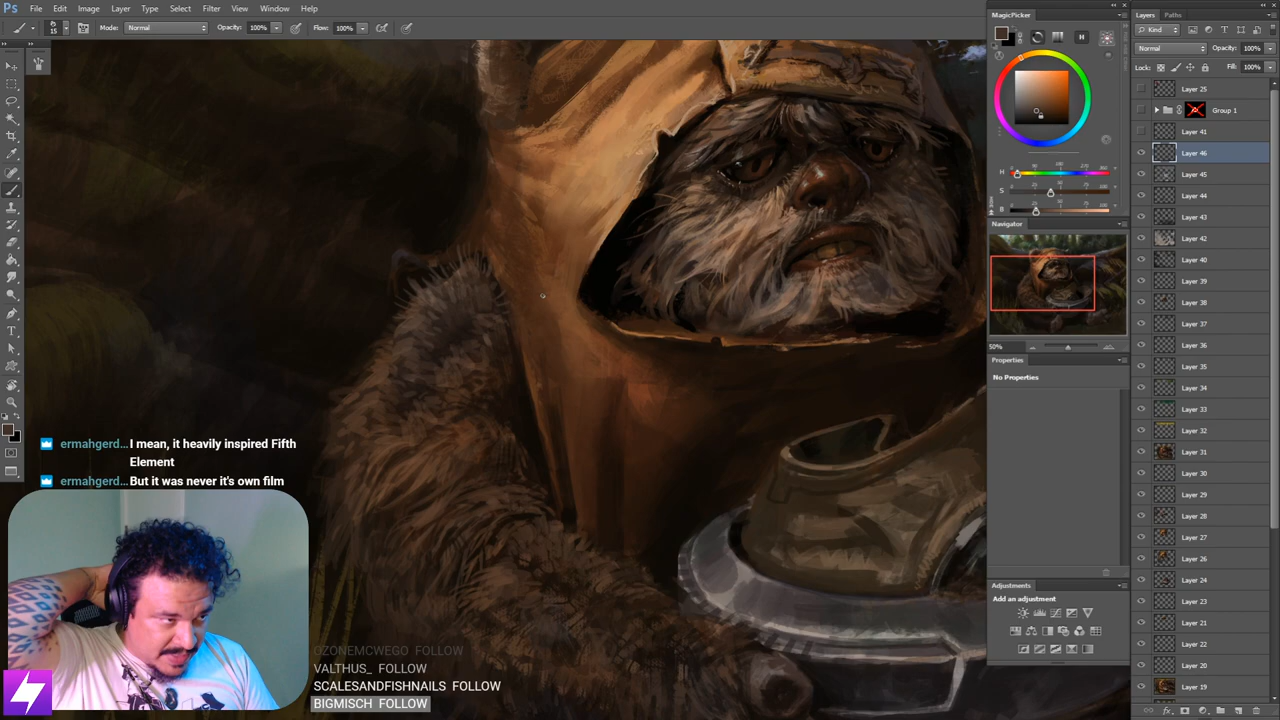 Ps File Edit Image Layer Type Select Filter 3D View Window Help
15 Mode: Normal Opacity: 100% Flow: 100%
MagicPicker
H
H
S
B
Navigator
50%
Properties
No Properties
Adjustments
Add an adjustment
Layers Paths
Kind
Normal Opacity: 100%
Lock: Fill: 100%
Layer 25
Group 1
Layer 41
Layer 46
Layer 45
Layer 44
Layer 43
Layer 42
Layer 40
Layer 39
Layer 38
Layer 37
Layer 36
Layer 35
Layer 34
Layer 33
Layer 32
Layer 31
Layer 30
Layer 29
Layer 28
Layer 27
Layer 26
Layer 24
Layer 23
Layer 21
Layer 22
Layer 20
Layer 19
ermahgerd... I mean, it heavily inspired Fifth
Element
ermahgerd... But it was never it's own film
OZONEMCWEGO FOLLOW
VALTHUS_ FOLLOW
SCALESANDFISHNAILS FOLLOW
BIGMISCH FOLLOW